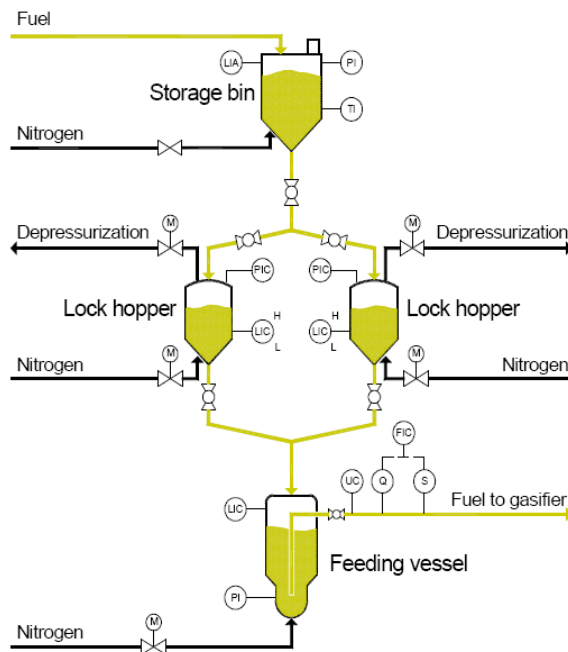 Fuel
LIA
PI
Storage bin
TI
Nitrogen
M
M
Depressurization
Depressurization
PIC
PIC
Lock hopper
Lock hopper
H
H
LIC
LIC
L
L
M
M
Nitrogen
Nitrogen
FIC
UC
Q
S
LIC
Fuel to gasifier
Feeding vessel
PI
M
Nitrogen